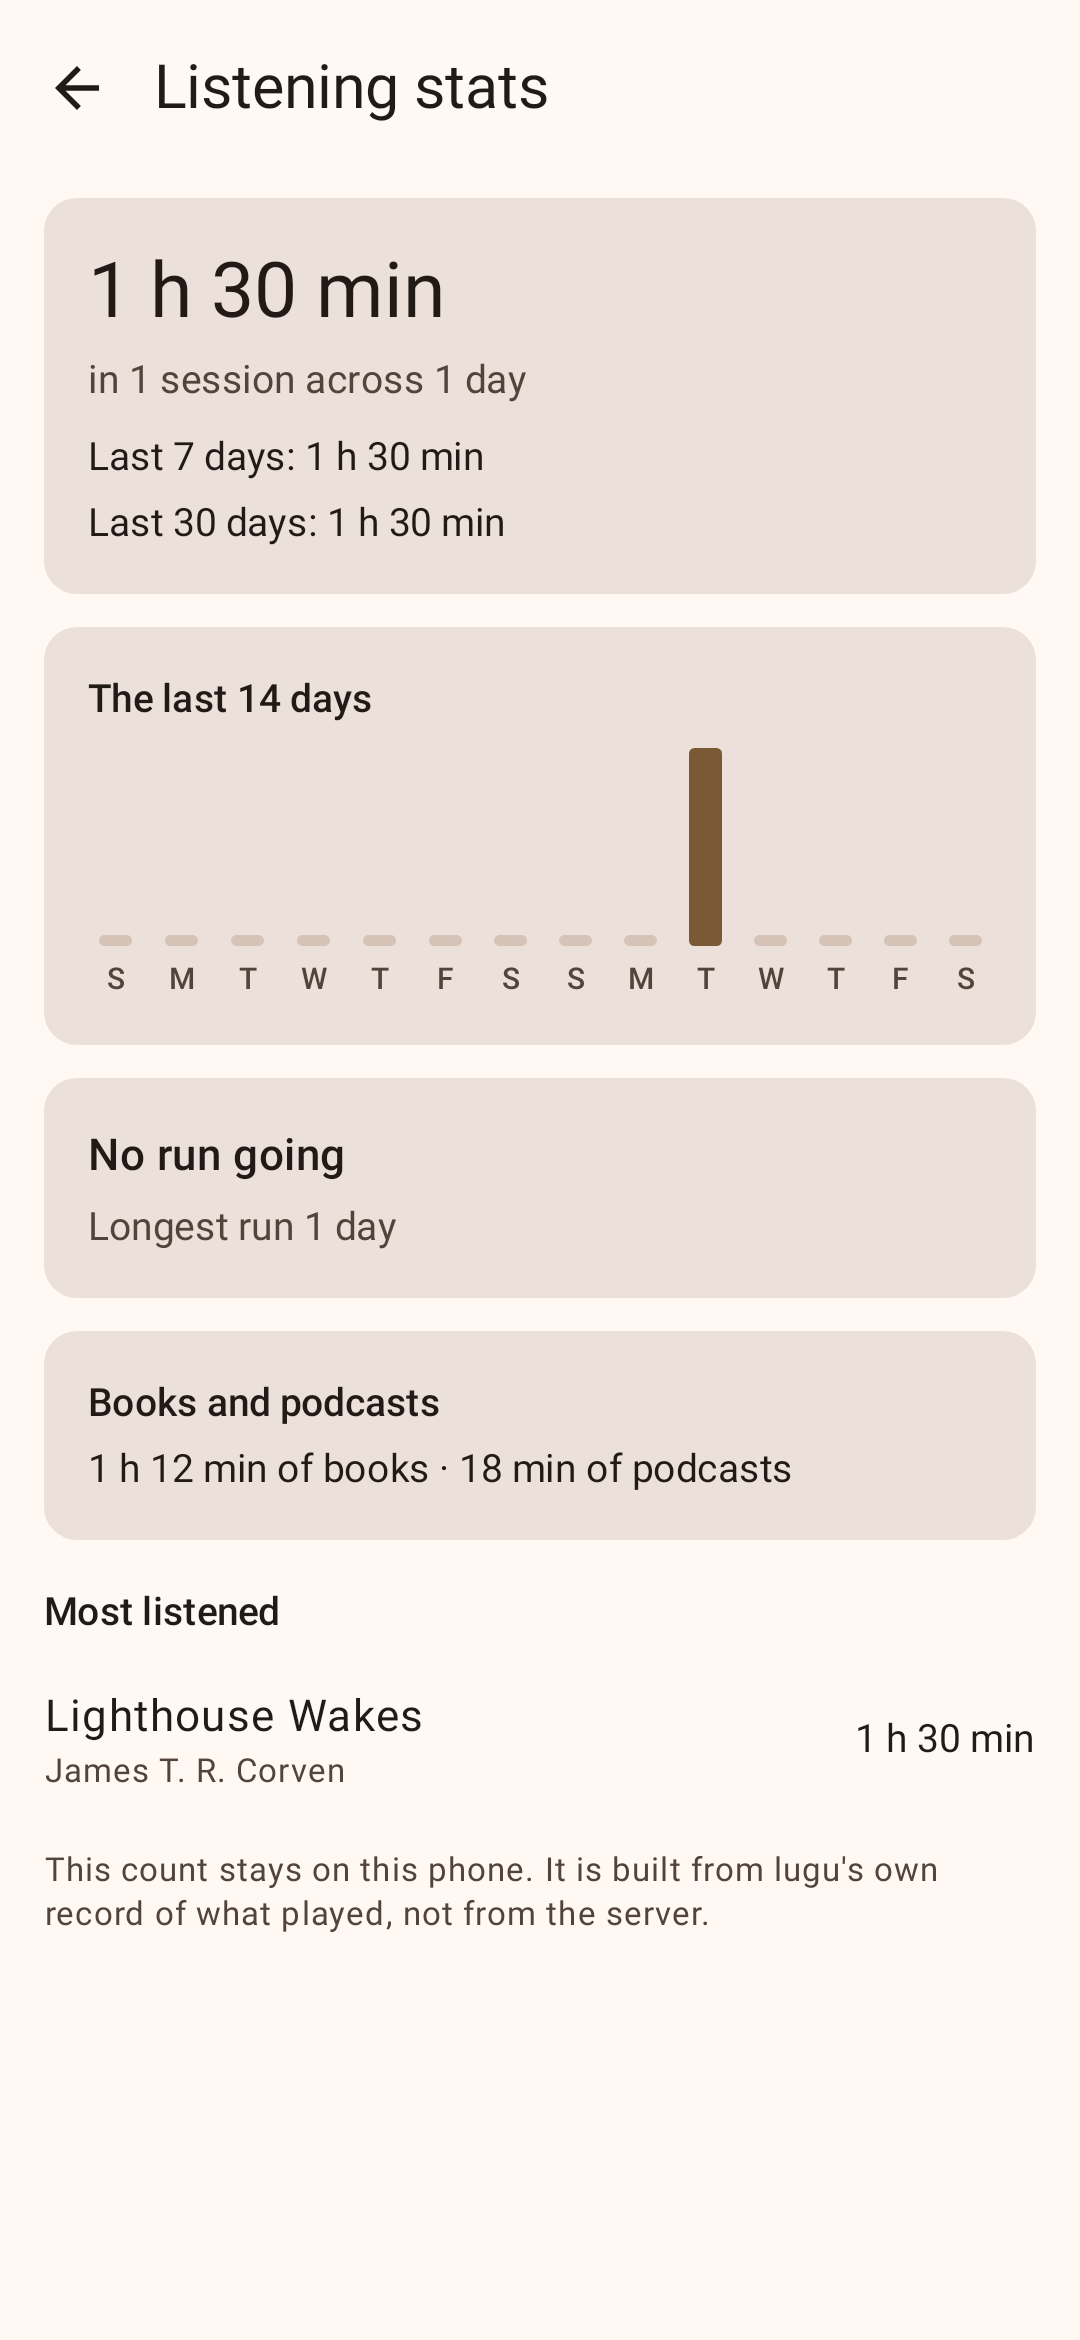 Listening stats
1 h 30 min
in 1 session across 1 day
Last 7 days: 1 h 30 min
Last 30 days: 1 h 30 min
The last 14 days
S M T W T F S S M T W T F S
No run going
Longest run 1 day
Books and podcasts
1 h 12 min of books · 18 min of podcasts
Most listened
Lighthouse Wakes
James T. R. Corven
1 h 30 min
This count stays on this phone. It is built from lugu's own
record of what played, not from the server.